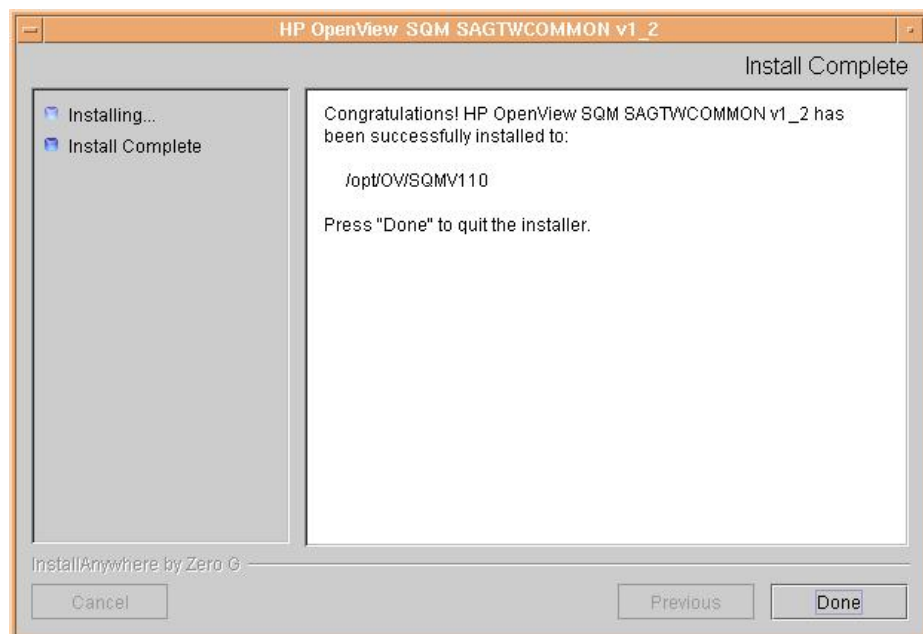 HP OpenView SQM SAGTWCOMMON v1_2
Install Complete
Installing...
Install Complete
Congratulations! HP OpenView SQM SAGTWCOMMON v1_2 has
been successfully installed to:
/opt/OV/SQMV110
Press "Done" to quit the installer.
InstallAnywhere by Zero G
Cancel
Previous
Done